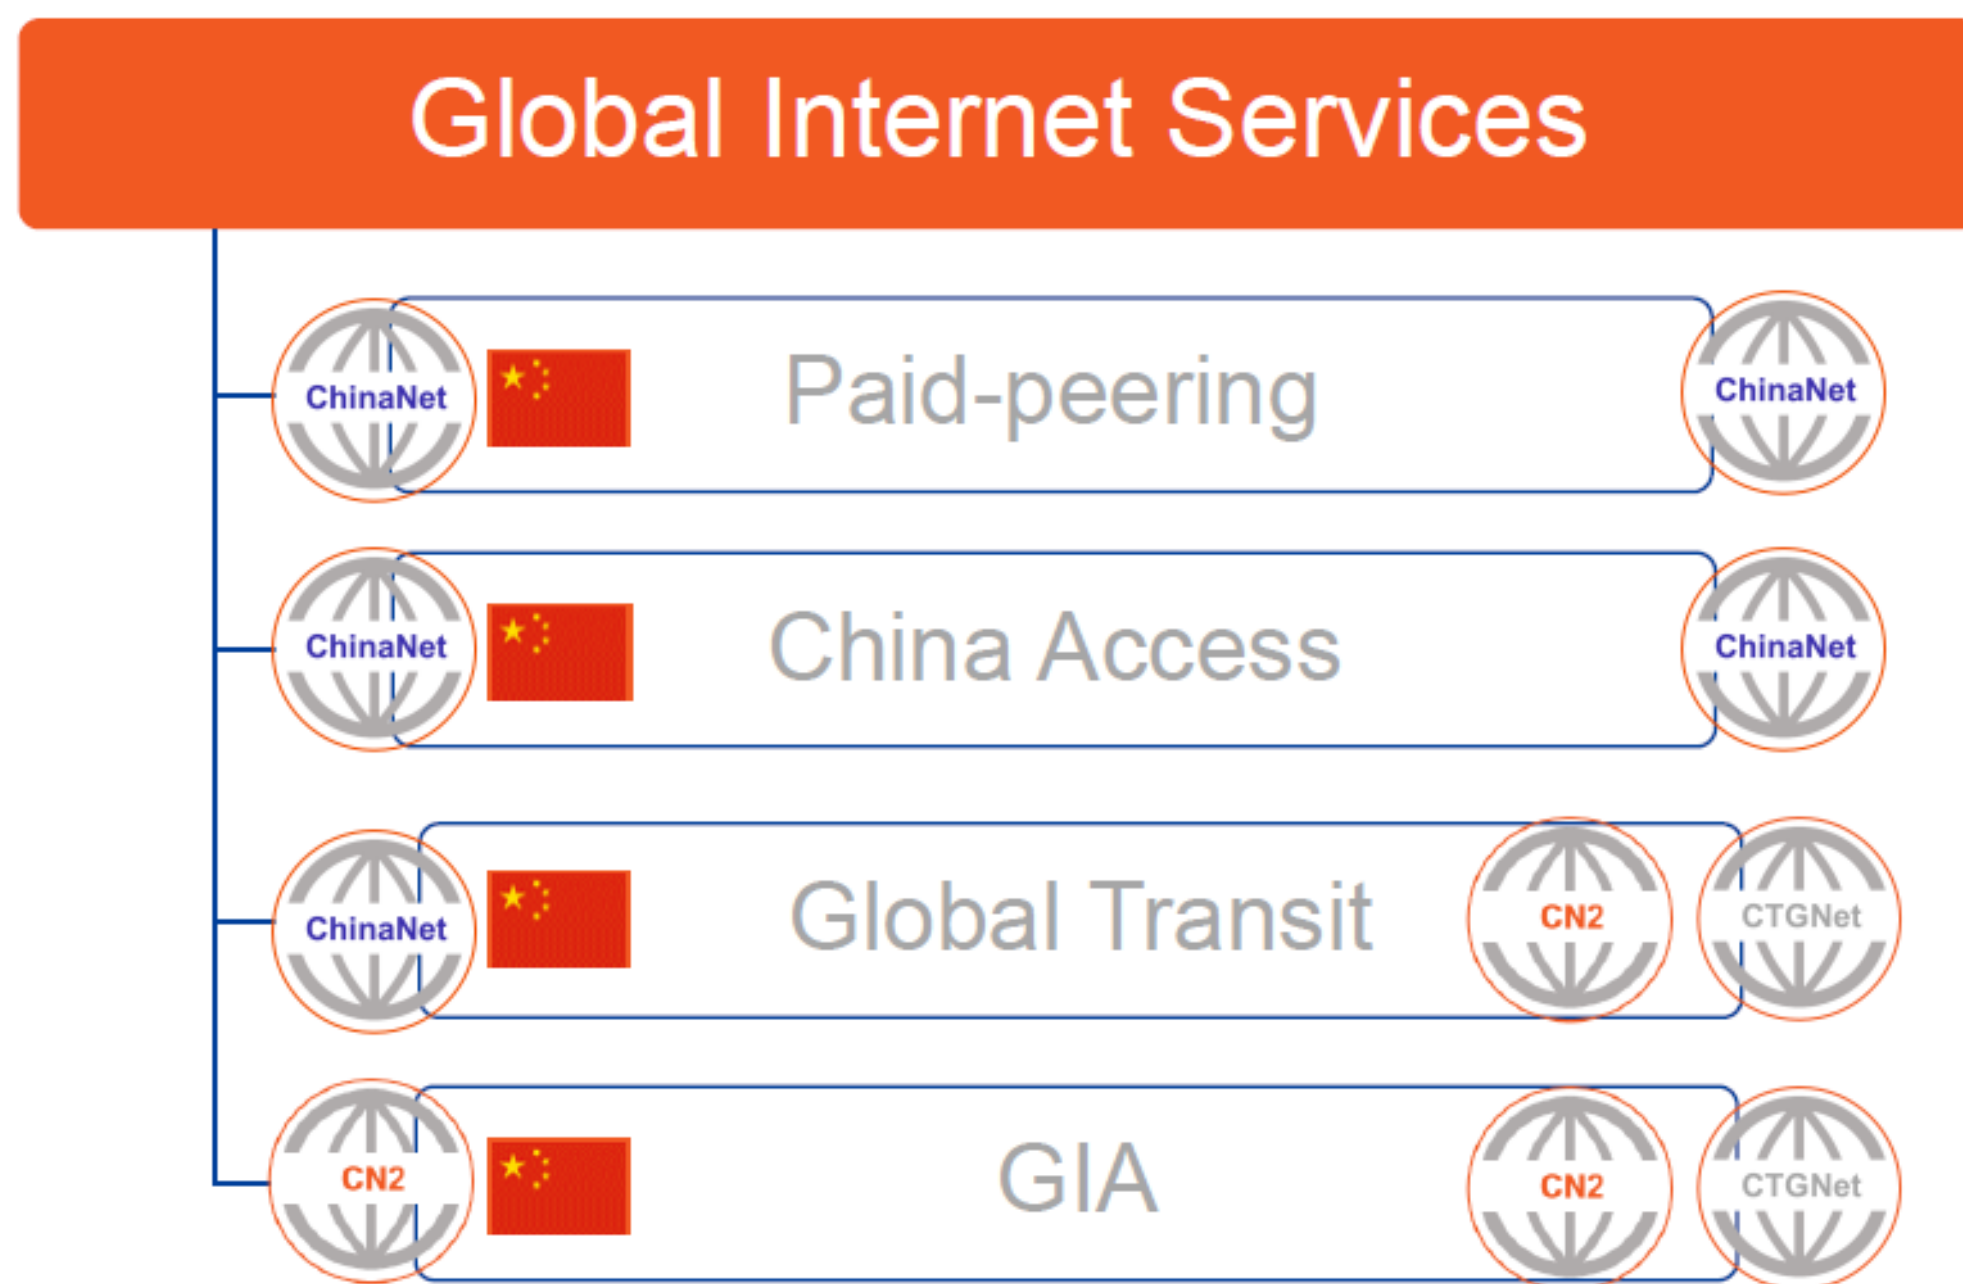 Global Internet Services
ChinaNet Paid-peering ChinaNet
ChinaNet China Access ChinaNet
ChinaNet Global Transit CN2 CTGNet
CN2 GIA CN2 CTGNet